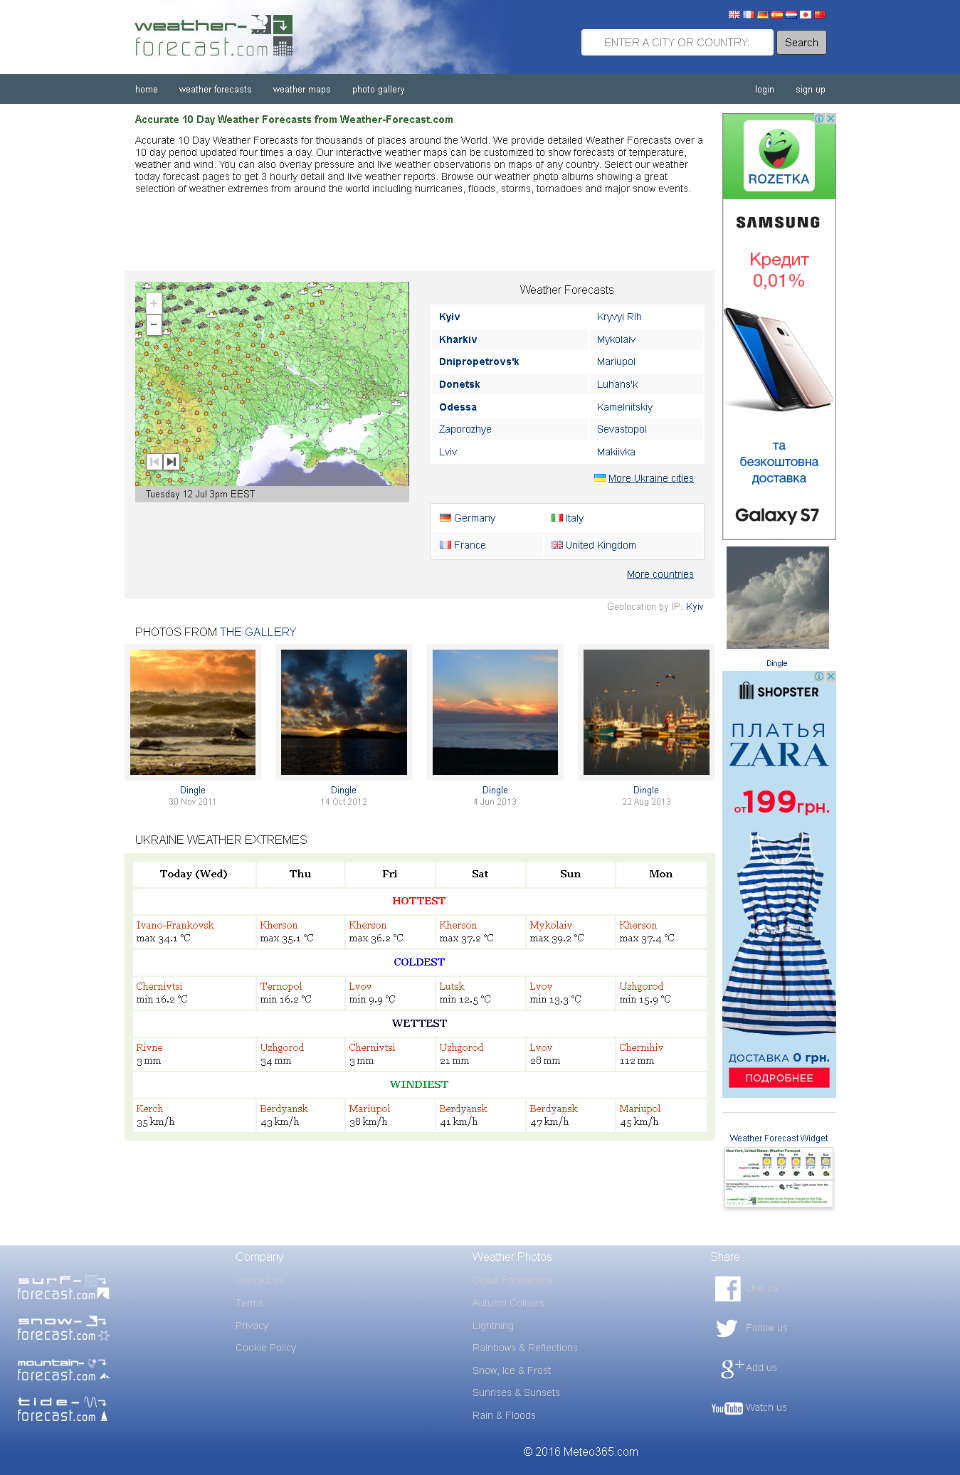 weather-
forecast.com
ENTER A CITY OR COUNTRY:
Search
home weather forecasts weather maps photo gallery login sign up
Accurate 10 Day Weather Forecasts from Weather-Forecast.com
Accurate 10 Day Weather Forecasts for thousands of places around the World. We provide detailed Weather Forecasts over a
10 day period updated four times a day. Our interactive weather maps can be customized to show forecasts of temperature,
weather and wind. You can also overlay pressure and live weather observations on maps of any country. Select our weather
today forecast pages to get 3 hourly detail and live weather reports. Browse our weather photo albums showing a great
selection of weather extremes from around the world including hurricanes, floods, storms, tornadoes and major snow events.
ROZETKA
SAMSUNG
Кредит
0,01%
та
безкоштовна
доставка
Galaxy S7
+
−
Tuesday 12 Jul 3pm EEST
Weather Forecasts
Kyiv Kryvyi Rih
Kharkiv Mykolaiv
Dnipropetrovs'k Mariupol
Donetsk Luhans'k
Odessa Kamelnitskiy
Zaporozhye Sevastopol
Lviv Makiivka
More Ukraine cities
Germany Italy
France United Kingdom
More countries
Geolocation by IP: Kyiv
Dingle
PHOTOS FROM THE GALLERY
Dingle Dingle Dingle Dingle
30 Nov 2011 14 Oct 2012 4 Jun 2013 22 Aug 2013
SHOPSTER
ПЛАТЬЯ
ZARA
от 199грн.
ДОСТАВКА 0 грн.
ПОДРОБНЕЕ
UKRAINE WEATHER EXTREMES
Today (Wed) Thu Fri Sat Sun Mon
HOTTEST
Ivano-Frankovsk Kherson Kherson Kherson Mykolaiv Kherson
max 34.1 °C max 35.1 °C max 36.2 °C max 37.2 °C max 39.2 °C max 37.4 °C
COLDEST
Chernivtsi Ternopol Lvov Lutsk Lvov Uzhgorod
min 16.2 °C min 16.2 °C min 9.9 °C min 12.5 °C min 13.3 °C min 15.9 °C
WETTEST
Rivne Uzhgorod Chernivtsi Uzhgorod Lvov Chernihiv
3 mm 34 mm 3 mm 21 mm 28 mm 112 mm
WINDIEST
Kerch Berdyansk Mariupol Berdyansk Berdyansk Mariupol
35 km/h 43 km/h 38 km/h 41 km/h 47 km/h 45 km/h
Weather Forecast Widget
New York, United States: Weather Forecast
surf-
forecast.com
snow-
forecast.com
mountain-
forecast.com
tide-
forecast.com
Company
Contact us
Terms
Privacy
Cookie Policy
Weather Photos
Cloud Formations
Autumn Colours
Lightning
Rainbows & Reflections
Snow, Ice & Frost
Sunrises & Sunsets
Rain & Floods
Share
Like us
Follow us
Add us
YouTube Watch us
© 2016 Meteo365.com